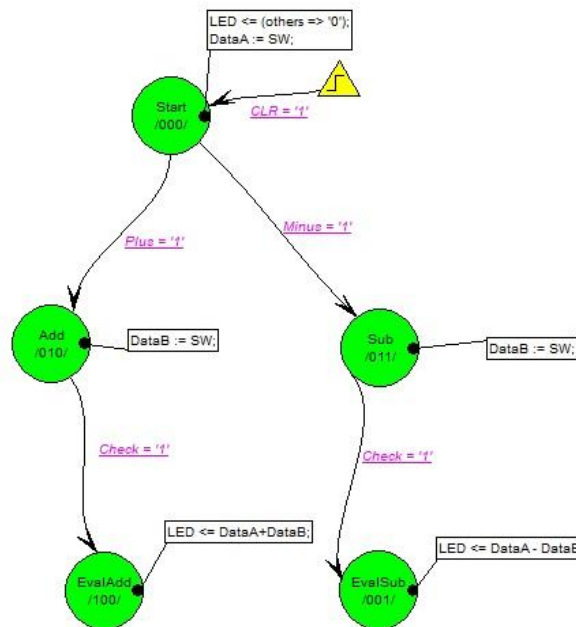 LED <= (others => '0');
DataA := SW;
Start
/000/
CLR = '1'
Plus = '1'
Minus = '1'
Add
/010/
DataB := SW;
Sub
/011/
DataB := SW;
Check = '1'
Check = '1'
LED <= DataA+DataB;
LED <= DataA - DataB
EvalAdd
/100/
EvalSub
/001/